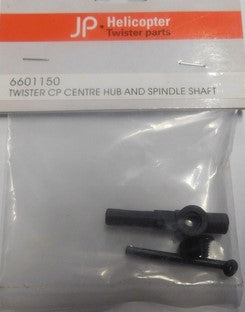 JP. Helicopter
Twister parts
6601150
TWISTER CP CENTRE HUB AND SPINDLE SHAFT